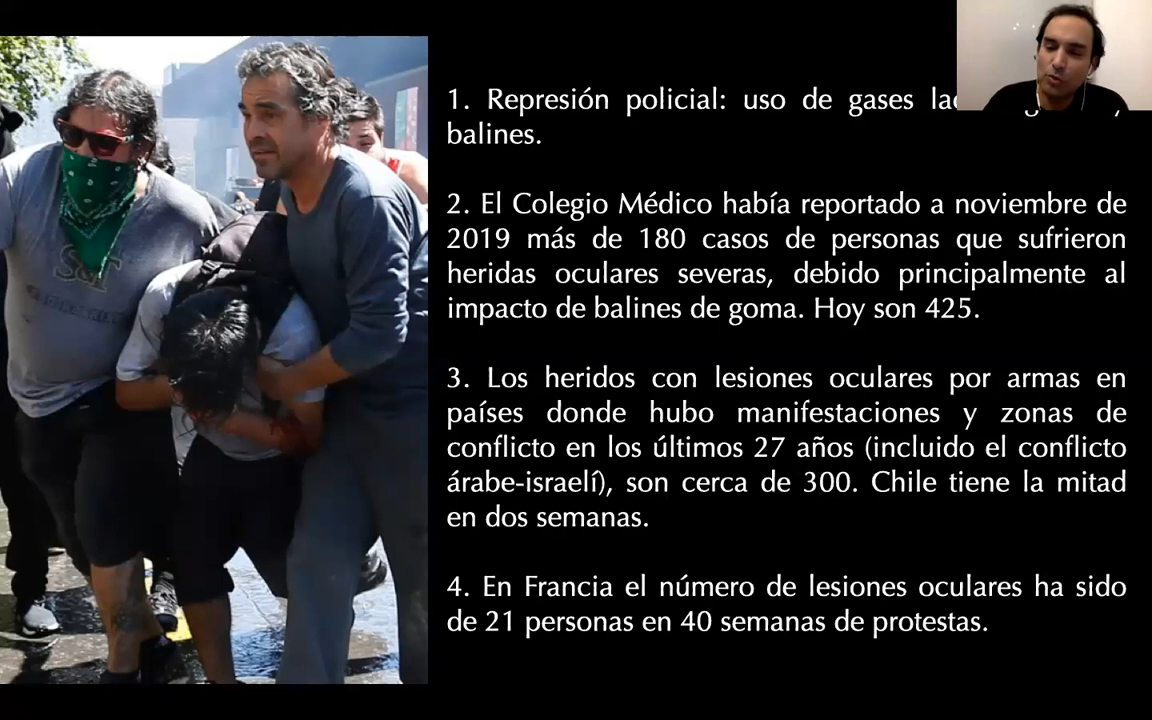 1. Represión policial: uso de gases
balines.
2. El Colegio Médico había reportado a noviembre de
2019 más de 180 casos de personas que sufrieron
heridas oculares severas, debido principalmente al
impacto de balines de goma. Hoy son 425.
3. Los heridos con lesiones oculares por armas en
países donde hubo manifestaciones y zonas de
conflicto en los últimos 27 años (incluido el conflicto
árabe-israelí), son cerca de 300. Chile tiene la mitad
en dos semanas.
4. En Francia el número de lesiones oculares ha sido
de 21 personas en 40 semanas de protestas.